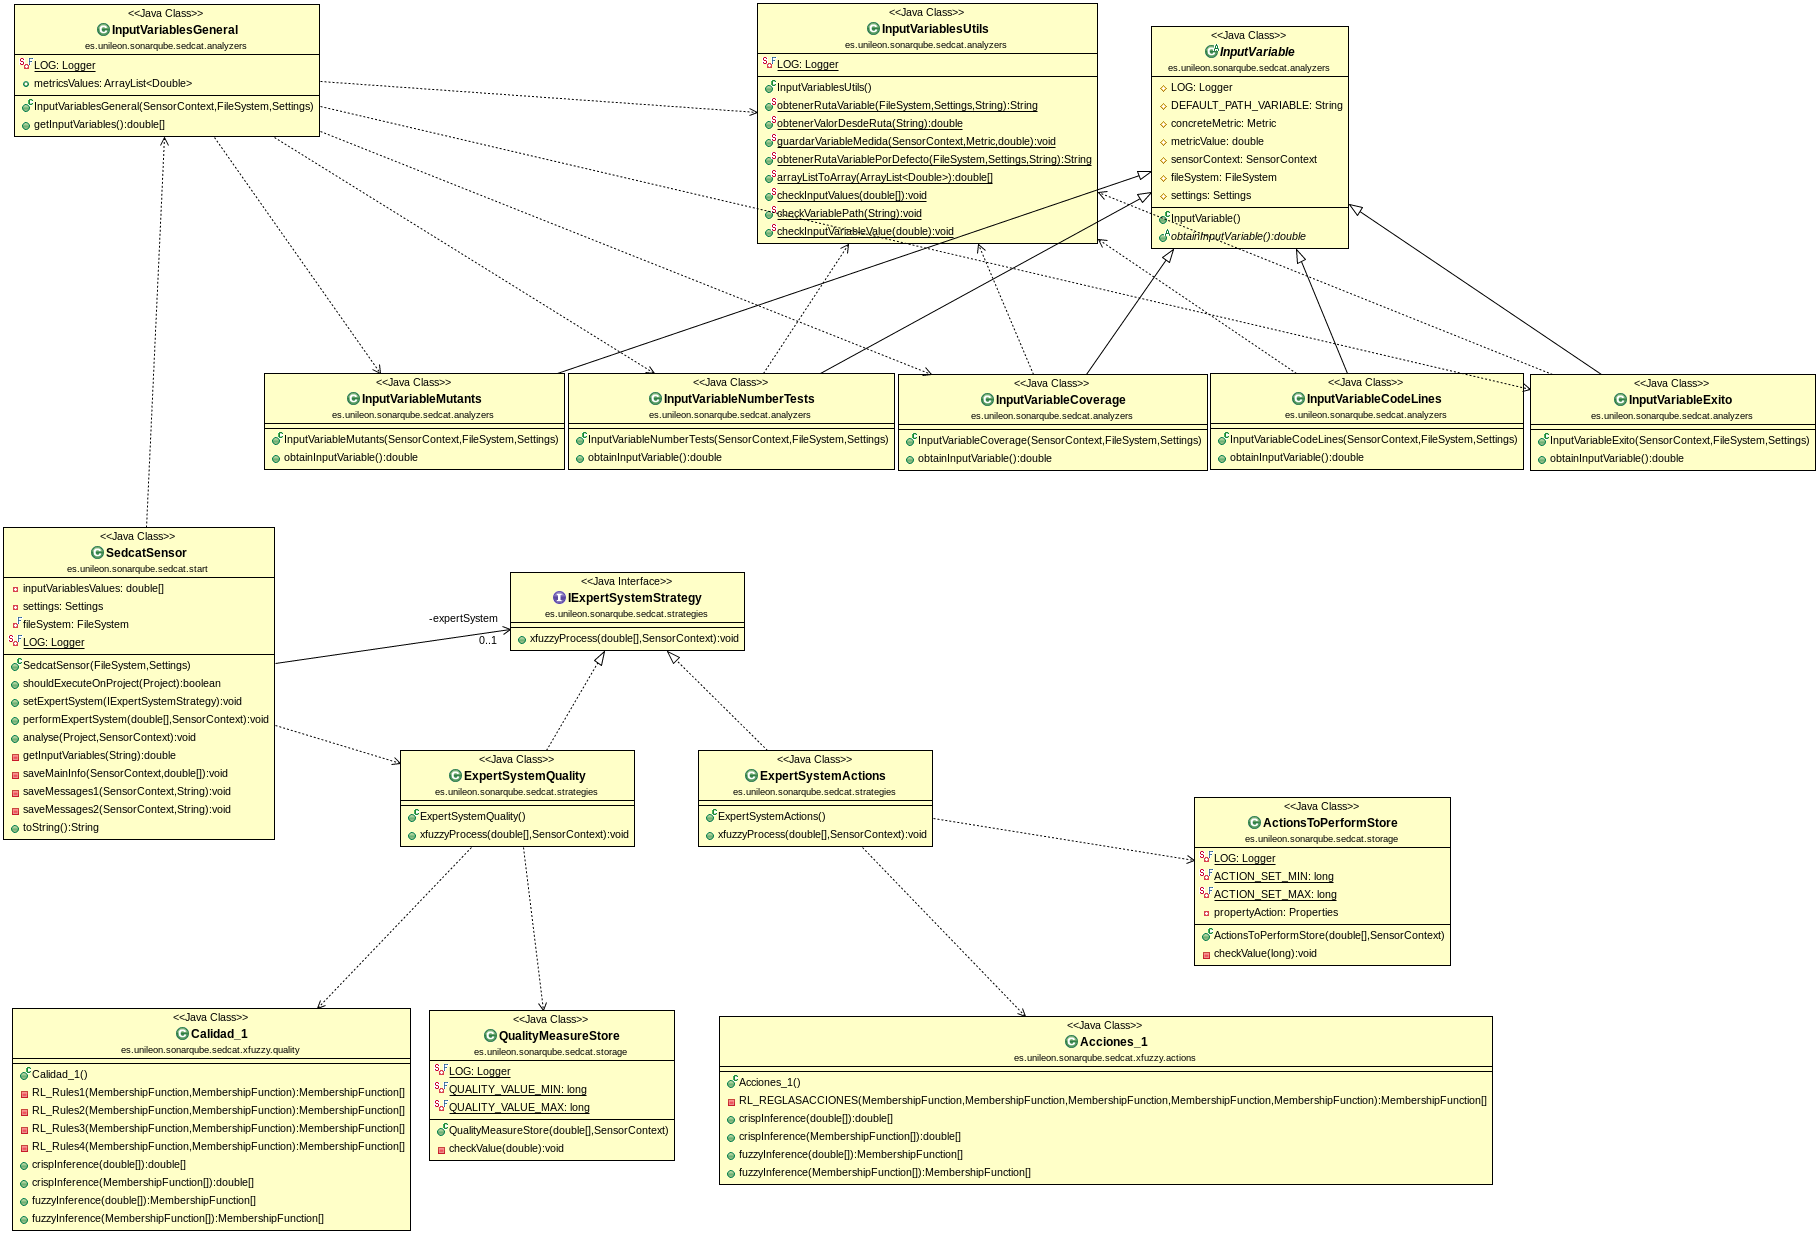 <<Java Class>>
InputVariablesGeneral
es.unileon.sonarqube.sedcat.analyzers
LOG: Logger
metricsValues: ArrayList<Double>
InputVariablesGeneral(SensorContext,FileSystem,Settings)
getInputVariables():double[]
<<Java Class>>
InputVariablesUtils
es.unileon.sonarqube.sedcat.analyzers
LOG: Logger
InputVariablesUtils()
obtenerRutaVariable(FileSystem,Settings,String):String
obtenerValorDesdeRuta(String):double
guardarVariableMedida(SensorContext,Metric,double):void
obtenerRutaVariablePorDefecto(FileSystem,Settings,String):String
arrayListToArray(ArrayList<Double>):double[]
checkInputValues(double[]):void
checkVariablePath(String):void
checkInputVariableValue(double):void
<<Java Class>>
InputVariable
es.unileon.sonarqube.sedcat.analyzers
LOG: Logger
DEFAULT_PATH_VARIABLE: String
concreteMetric: Metric
metricValue: double
sensorContext: SensorContext
fileSystem: FileSystem
settings: Settings
InputVariable()
obtainInputVariable():double
<<Java Class>>
InputVariableMutants
es.unileon.sonarqube.sedcat.analyzers
InputVariableMutants(SensorContext,FileSystem,Settings)
obtainInputVariable():double
<<Java Class>>
InputVariableNumberTests
es.unileon.sonarqube.sedcat.analyzers
InputVariableNumberTests(SensorContext,FileSystem,Settings)
obtainInputVariable():double
<<Java Class>>
InputVariableCoverage
es.unileon.sonarqube.sedcat.analyzers
InputVariableCoverage(SensorContext,FileSystem,Settings)
obtainInputVariable():double
<<Java Class>>
InputVariableCodeLines
es.unileon.sonarqube.sedcat.analyzers
InputVariableCodeLines(SensorContext,FileSystem,Settings)
obtainInputVariable():double
<<Java Class>>
InputVariableExito
es.unileon.sonarqube.sedcat.analyzers
InputVariableExito(SensorContext,FileSystem,Settings)
obtainInputVariable():double
<<Java Class>>
SedcatSensor
es.unileon.sonarqube.sedcat.start
inputVariablesValues: double[]
settings: Settings
fileSystem: FileSystem
LOG: Logger
SedcatSensor(FileSystem,Settings)
shouldExecuteOnProject(Project):boolean
setExpertSystem(IExpertSystemStrategy):void
performExpertSystem(double[],SensorContext):void
analyse(Project,SensorContext):void
getInputVariables(String):double
saveMainInfo(SensorContext,double[]):void
saveMessages1(SensorContext,String):void
saveMessages2(SensorContext,String):void
toString():String
-expertSystem
0..1
<<Java Interface>>
IExpertSystemStrategy
es.unileon.sonarqube.sedcat.strategies
xfuzzyProcess(double[],SensorContext):void
<<Java Class>>
ExpertSystemQuality
es.unileon.sonarqube.sedcat.strategies
ExpertSystemQuality()
xfuzzyProcess(double[],SensorContext):void
<<Java Class>>
ExpertSystemActions
es.unileon.sonarqube.sedcat.strategies
ExpertSystemActions()
xfuzzyProcess(double[],SensorContext):void
<<Java Class>>
ActionsToPerformStore
es.unileon.sonarqube.sedcat.storage
LOG: Logger
ACTION_SET_MIN: long
ACTION_SET_MAX: long
propertyAction: Properties
ActionsToPerformStore(double[],SensorContext)
checkValue(long):void
<<Java Class>>
Calidad_1
es.unileon.sonarqube.sedcat.xfuzzy.quality
Calidad_1()
RL_Rules1(MembershipFunction,MembershipFunction):MembershipFunction[]
RL_Rules2(MembershipFunction,MembershipFunction):MembershipFunction[]
RL_Rules3(MembershipFunction,MembershipFunction):MembershipFunction[]
RL_Rules4(MembershipFunction,MembershipFunction):MembershipFunction[]
crispInference(double[]):double[]
crispInference(MembershipFunction[]):double[]
fuzzyInference(double[]):MembershipFunction[]
fuzzyInference(MembershipFunction[]):MembershipFunction[]
<<Java Class>>
QualityMeasureStore
es.unileon.sonarqube.sedcat.storage
LOG: Logger
QUALITY_VALUE_MIN: long
QUALITY_VALUE_MAX: long
QualityMeasureStore(double[],SensorContext)
checkValue(double):void
<<Java Class>>
Acciones_1
es.unileon.sonarqube.sedcat.xfuzzy.actions
Acciones_1()
RL_REGLASACCIONES(MembershipFunction,MembershipFunction,MembershipFunction,MembershipFunction,MembershipFunction):MembershipFunction[]
crispInference(double[]):double[]
crispInference(MembershipFunction[]):double[]
fuzzyInference(double[]):MembershipFunction[]
fuzzyInference(MembershipFunction[]):MembershipFunction[]